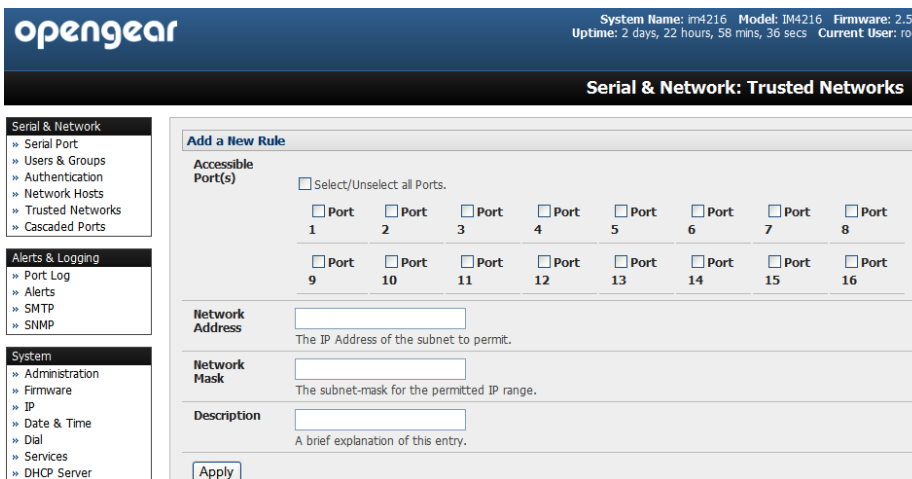 opengear
System Name: im4216 Model: IM4216 Firmware: 2.5
Uptime: 2 days, 22 hours, 58 mins, 36 secs Current User: ro
Serial & Network: Trusted Networks
Serial & Network
» Serial Port
» Users & Groups
» Authentication
» Network Hosts
» Trusted Networks
» Cascaded Ports
Alerts & Logging
» Port Log
» Alerts
» SMTP
» SNMP
System
» Administration
» Firmware
» IP
» Date & Time
» Dial
» Services
» DHCP Server
Add a New Rule
Accessible
Port(s)
Select/Unselect all Ports.
Port Port Port Port Port Port Port Port
1 2 3 4 5 6 7 8
Port Port Port Port Port Port Port Port
9 10 11 12 13 14 15 16
Network
Address
The IP Address of the subnet to permit.
Network
Mask
The subnet-mask for the permitted IP range.
Description
A brief explanation of this entry.
Apply